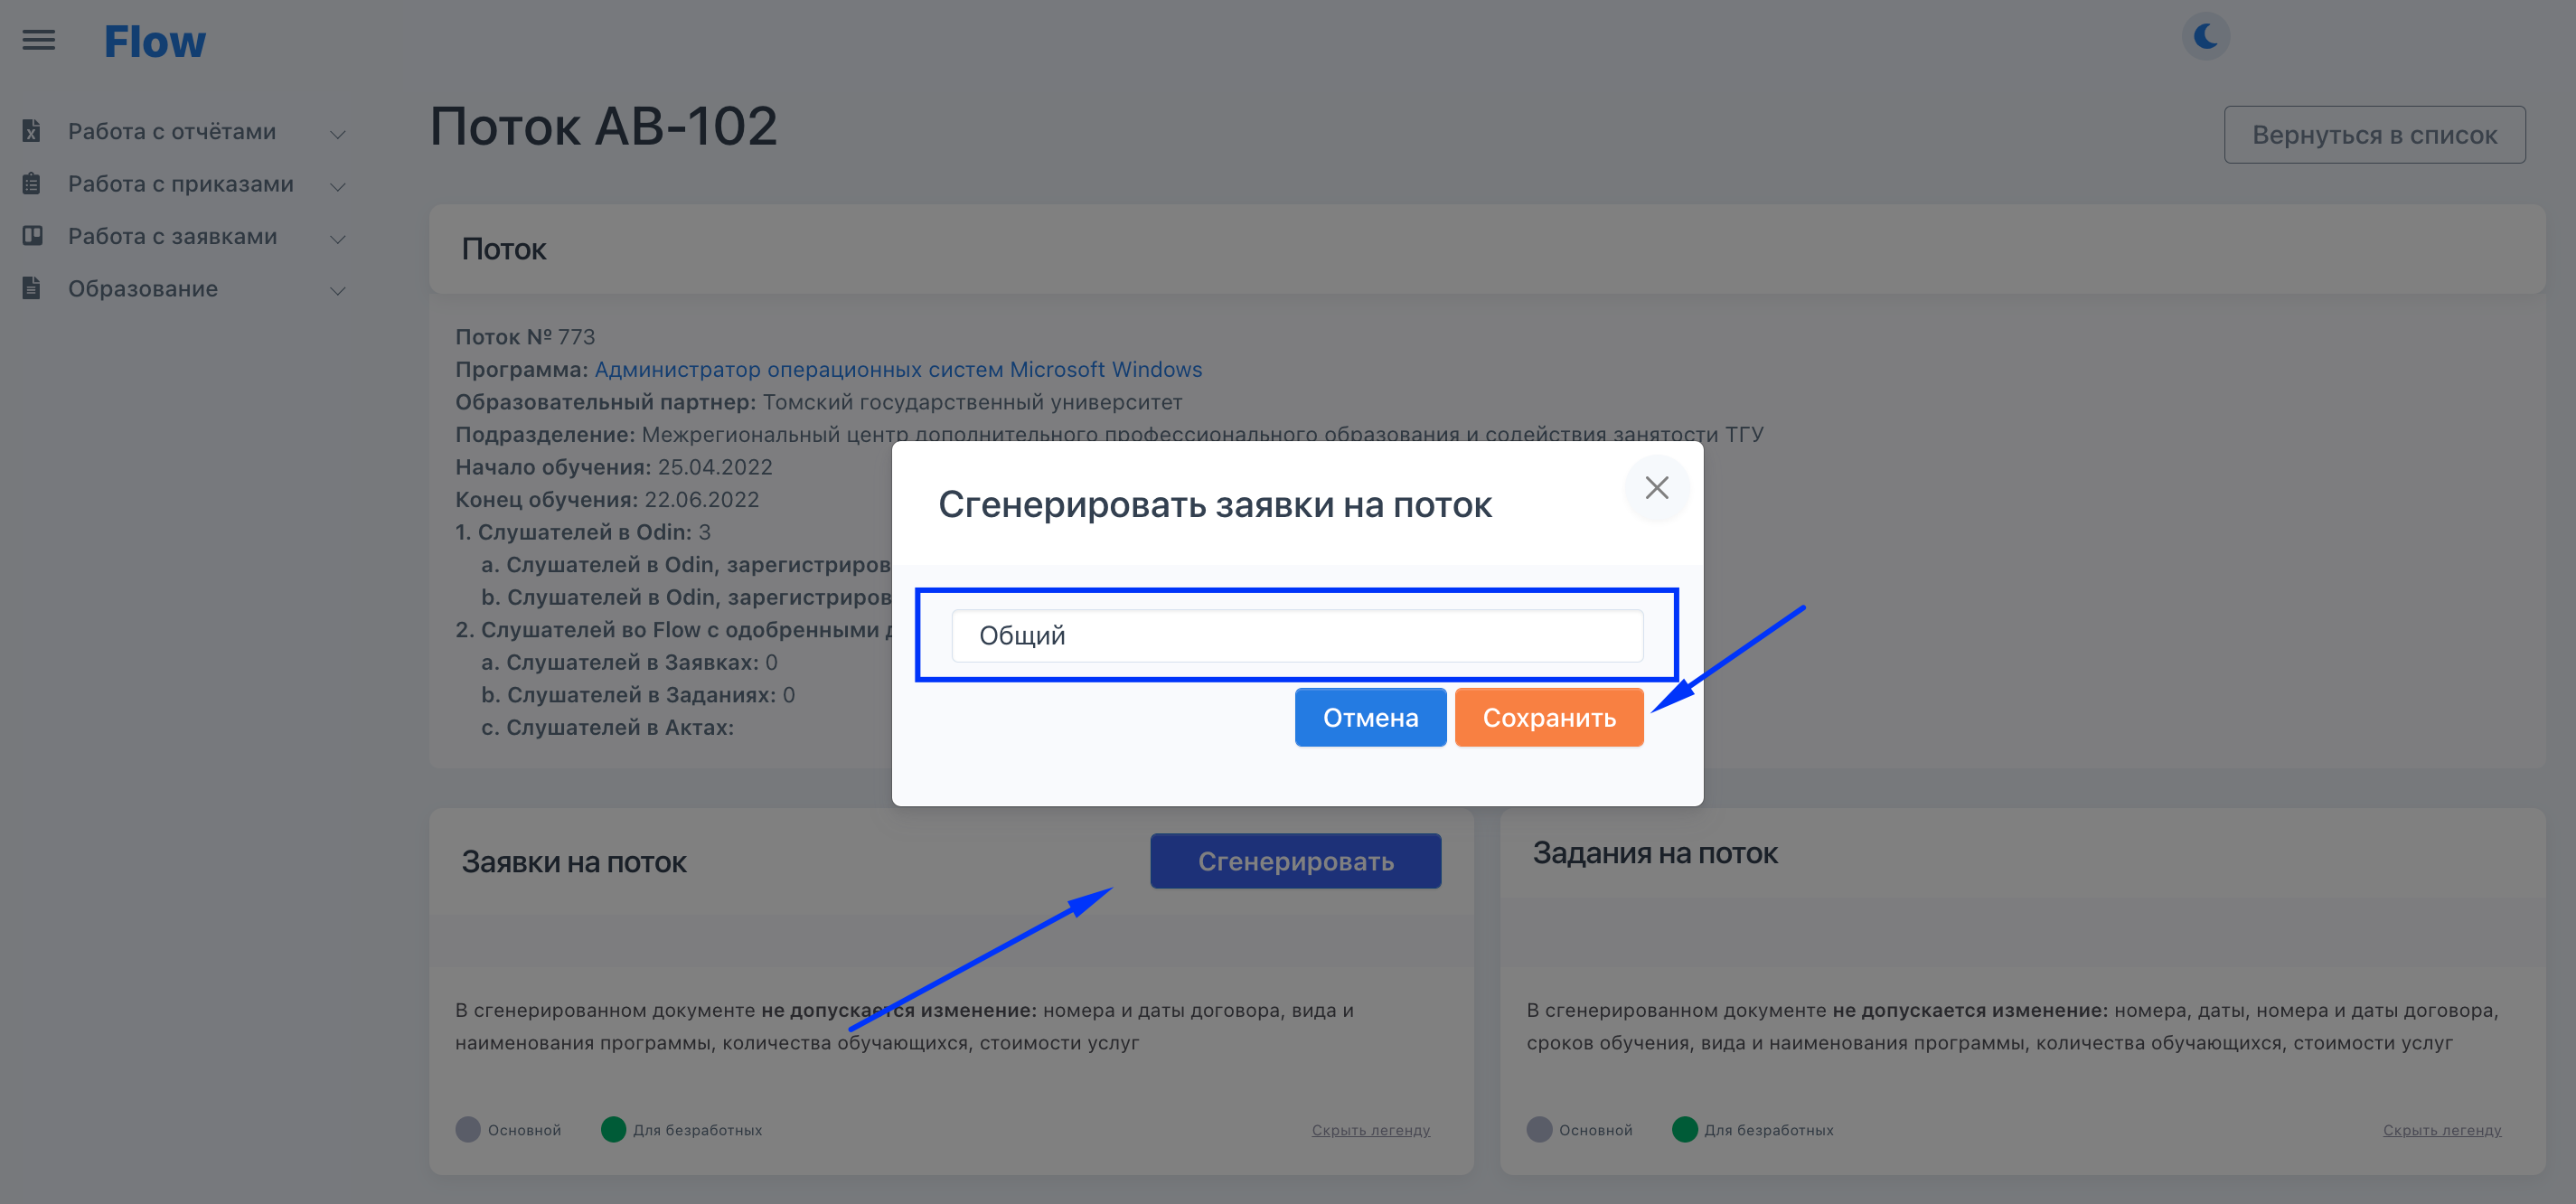 Flow
Работа с отчётами
Работа с приказами
Работа с заявками
Образование
Поток АВ-102
Вернуться в список
Поток
Поток № 773
Программа: Администратор операционных систем Microsoft Windows
Образовательный партнер: Томский государственный университет
Подразделение: Межрегиональный центр дополнительного профессионального образования и содействия занятости ТГУ
Начало обучения: 25.04.2022
Конец обучения: 22.06.2022
1. Слушателей в Odin: 3
a. Слушателей в Odin, зарегистриров
b. Слушателей в Odin, зарегистриров
2. Слушателей во Flow с одобренными
a. Слушателей в Заявках: 0
b. Слушателей в Заданиях: 0
c. Слушателей в Актах:
Сгенерировать заявки на поток
Общий
Отмена
Сохранить
Заявки на поток
Сгенерировать
В сгенерированном документе не допускается изменение: номера и даты договора, вида и
наименования программы, количества обучающихся, стоимости услуг
Основной
Для безработных
Скрыть легенду
Задания на поток
В сгенерированном документе не допускается изменение: номера, даты, номера и даты договора,
сроков обучения, вида и наименования программы, количества обучающихся, стоимости услуг
Основной
Для безработных
Скрыть легенду